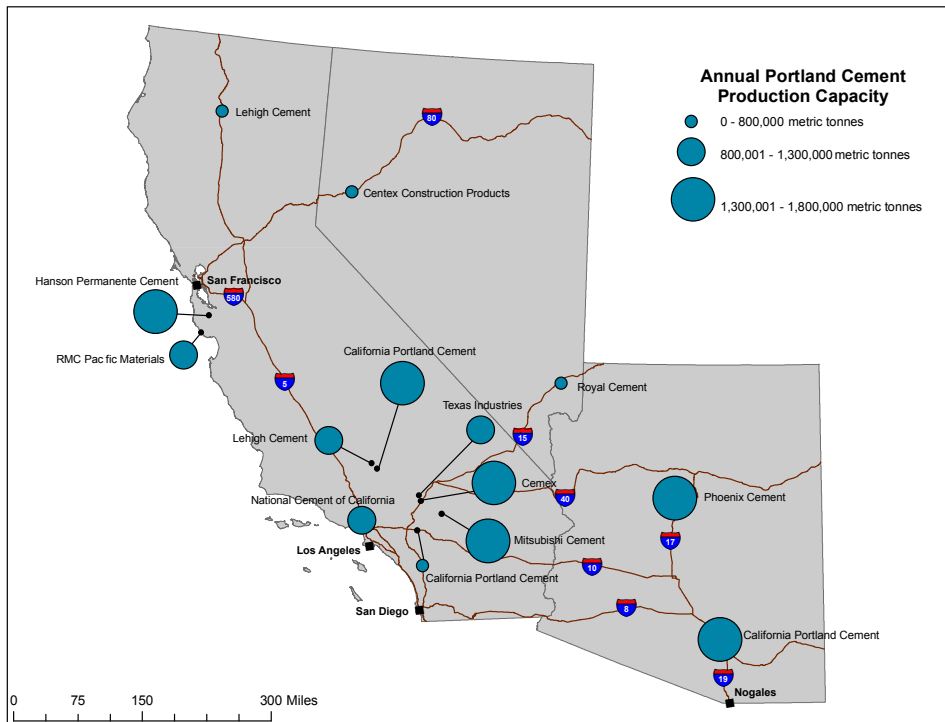 Annual Portland Cement
Production Capacity
0 - 800,000 metric tonnes
800,001 - 1,300,000 metric tonnes
1,300,001 - 1,800,000 metric tonnes
Lehigh Cement
80
Centex Construction Products
Hanson Permanente Cement
San Francisco
580
RMC Pac fic Materials
California Portland Cement
5
Royal Cement
Texas Industries
15
Lehigh Cement
Cemex
40
Phoenix Cement
National Cement of California
Mitsubishi Cement
17
Los Angeles
10
California Portland Cement
San Diego
8
California Portland Cement
19
Nogales
0 75 150 300 Miles